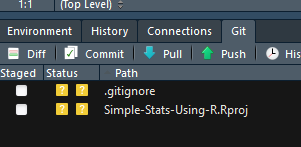 1:1 (Top Level)
Environment History Connections Git
Diff Commit Pull Push
Staged Status Path
? ? .gitignore
? ? Simple-Stats-Using-R.Rproj